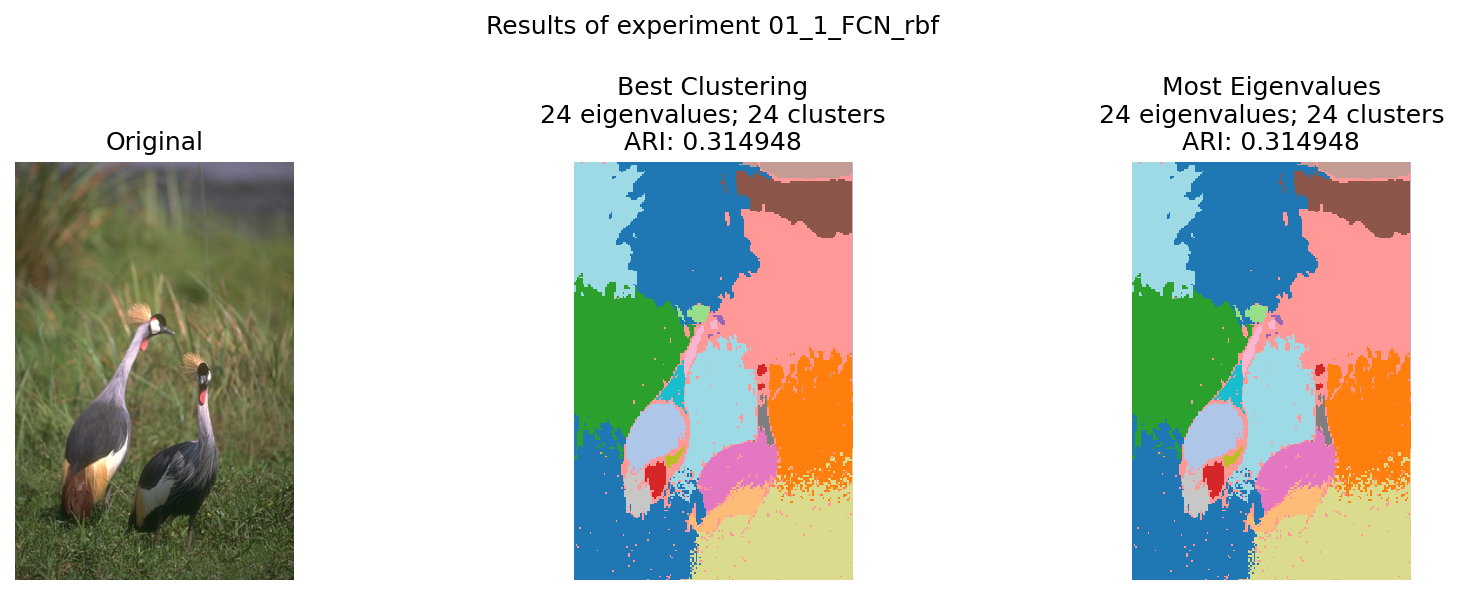 Results of experiment 01_1_FCN_rbf
Original
Best Clustering
24 eigenvalues; 24 clusters
ARI: 0.314948
Most Eigenvalues
24 eigenvalues; 24 clusters
ARI: 0.314948